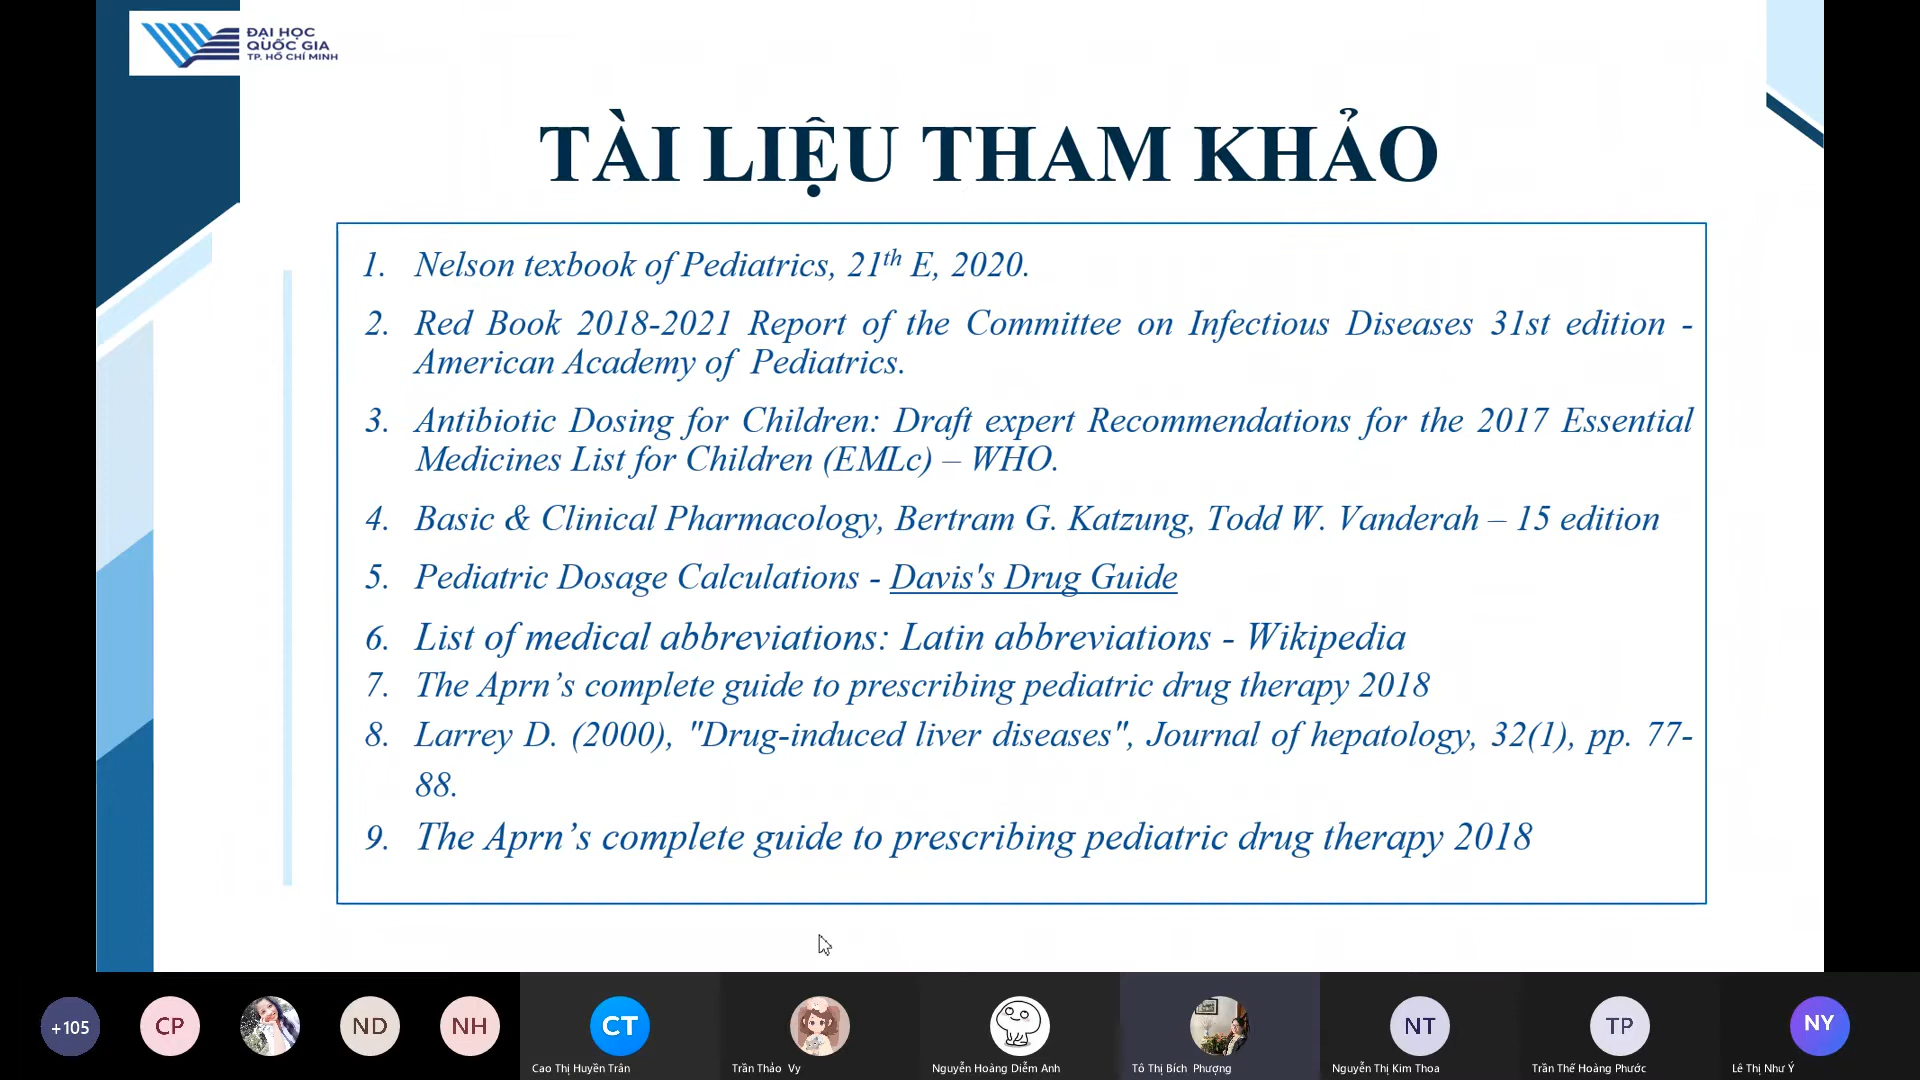 ĐẠI HỌC
QUỐC GIA
TP. HỒ CHÍ MINH
TÀI LIỆU THAM KHẢO
1. Nelson texbook of Pediatrics, 21th E, 2020.
2. Red Book 2018-2021 Report of the Committee on Infectious Diseases 31st edition -
American Academy of Pediatrics.
3. Antibiotic Dosing for Children: Draft expert Recommendations for the 2017 Essential
Medicines List for Children (EMLc) – WHO.
4. Basic & Clinical Pharmacology, Bertram G. Katzung, Todd W. Vanderah – 15 edition
5. Pediatric Dosage Calculations - Davis's Drug Guide
6. List of medical abbreviations: Latin abbreviations - Wikipedia
7. The Aprn’s complete guide to prescribing pediatric drug therapy 2018
8. Larrey D. (2000), "Drug-induced liver diseases", Journal of hepatology, 32(1), pp. 77-
88.
9. The Aprn’s complete guide to prescribing pediatric drug therapy 2018
+105
CP
ND
NH
CT
NT
TP
NY
Cao Thị Huyền Trân
Trần Thảo Vy
Nguyễn Hoàng Diễm Anh
Tô Thị Bích Phượng
Nguyễn Thị Kim Thoa
Trần Thế Hoàng Phước
Lê Thị Như Ý